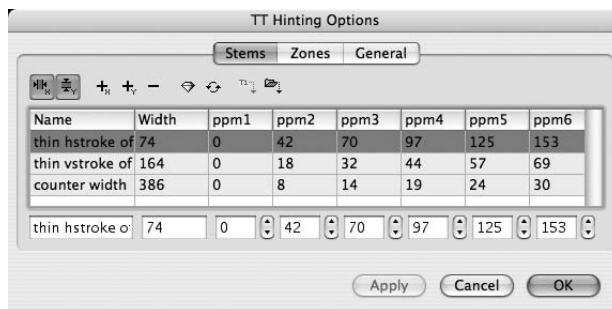 TT Hinting Options
Stems Zones General
Name Width ppm1 ppm2 ppm3 ppm4 ppm5 ppm6
thin hstroke of 74 0 42 70 97 125 153
thin vstroke of 164 0 18 32 44 57 69
counter width 386 0 8 14 19 24 30
thin hstroke o 74 0 42 70 97 125 153
Apply Cancel OK